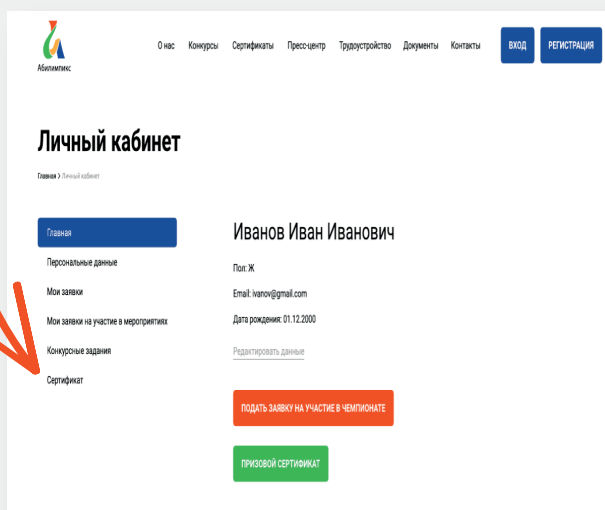 Абилимпикс
О нас Конкурсы Сертификаты Пресс-центр Трудоустройство Документы Контакты ВХОД РЕГИСТРАЦИЯ
Личный кабинет
Главная > Личный кабинет
Главная
Персональные данные
Мои заявки
Мои заявки на участие в мероприятиях
Конкурсные задания
Сертификат
Иванов Иван Иванович
Пол: Ж
Email: ivanov@gmail.com
Дата рождения: 01.12.2000
Редактировать данные
ПОДАТЬ ЗАЯВКУ НА УЧАСТИЕ В ЧЕМПИОНАТЕ
ПРИЗОВОЙ СЕРТИФИКАТ